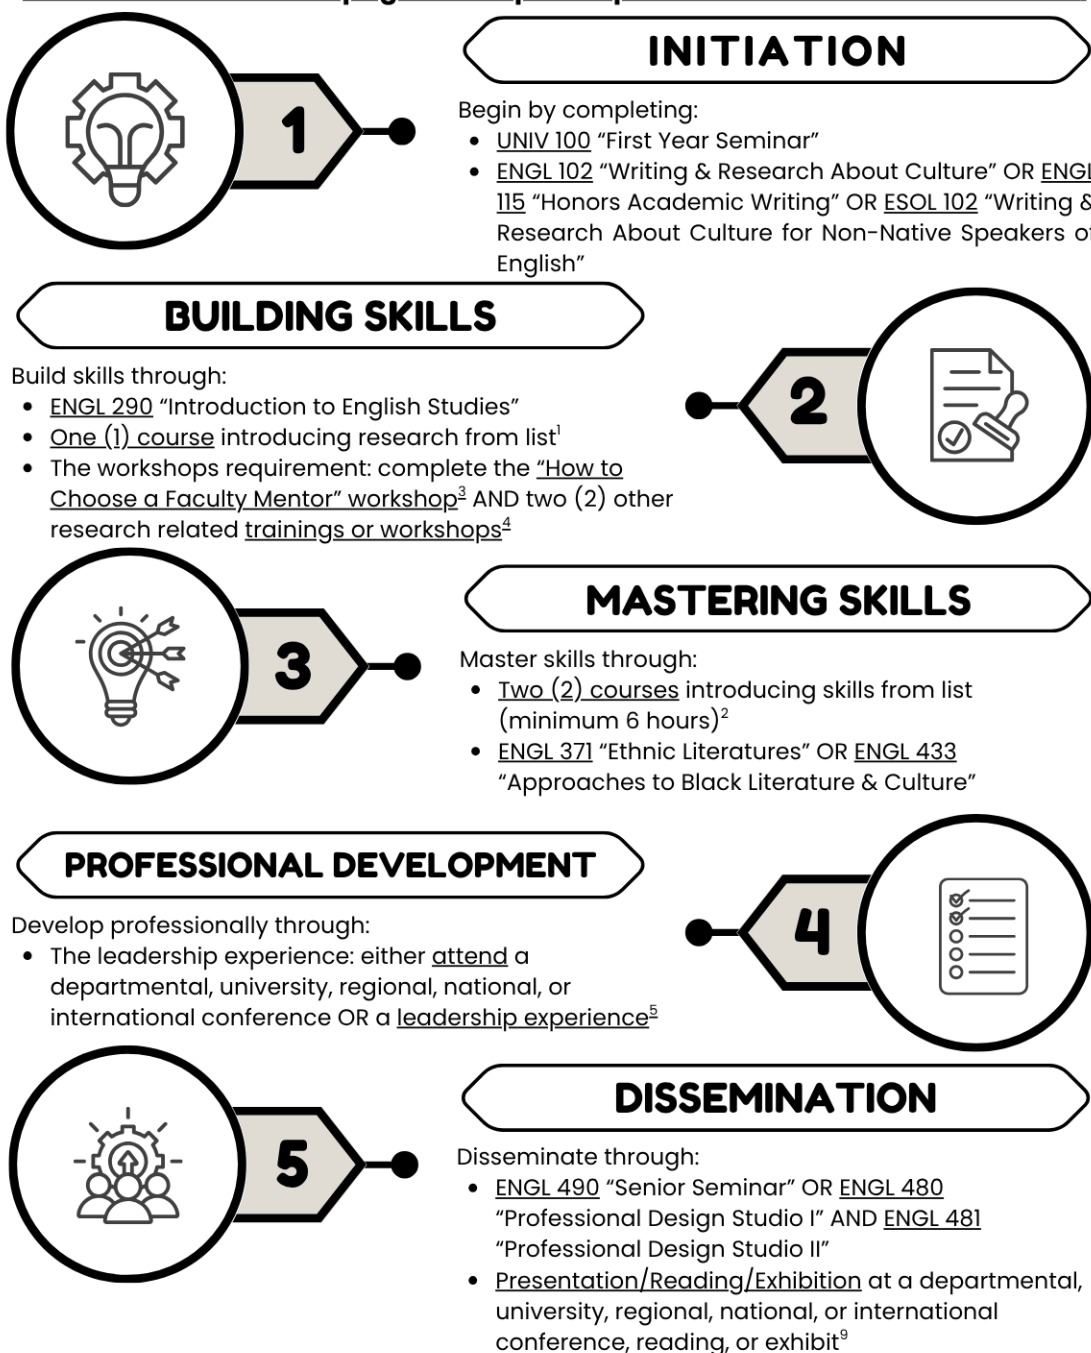 1
INITIATION
Begin by completing:
• UNIV 100 “First Year Seminar”
• ENGL 102 “Writing & Research About Culture” OR ENGL
115 “Honors Academic Writing” OR ESOL 102 “Writing &
Research About Culture for Non-Native Speakers of
English”
BUILDING SKILLS
2
Build skills through:
• ENGL 290 “Introduction to English Studies”
• One (1) course introducing research from list¹
• The workshops requirement: complete the “How to
Choose a Faculty Mentor” workshop³ AND two (2) other
research related trainings or workshops⁴
3
MASTERING SKILLS
Master skills through:
• Two (2) courses introducing skills from list
(minimum 6 hours)²
• ENGL 371 “Ethnic Literatures” OR ENGL 433
“Approaches to Black Literature & Culture”
PROFESSIONAL DEVELOPMENT
4
Develop professionally through:
• The leadership experience: either attend a
departmental, university, regional, national, or
international conference OR a leadership experience⁵
5
DISSEMINATION
Disseminate through:
• ENGL 490 “Senior Seminar” OR ENGL 480
“Professional Design Studio I” AND ENGL 481
“Professional Design Studio II”
• Presentation/Reading/Exhibition at a departmental,
university, regional, national, or international
conference, reading, or exhibit⁹